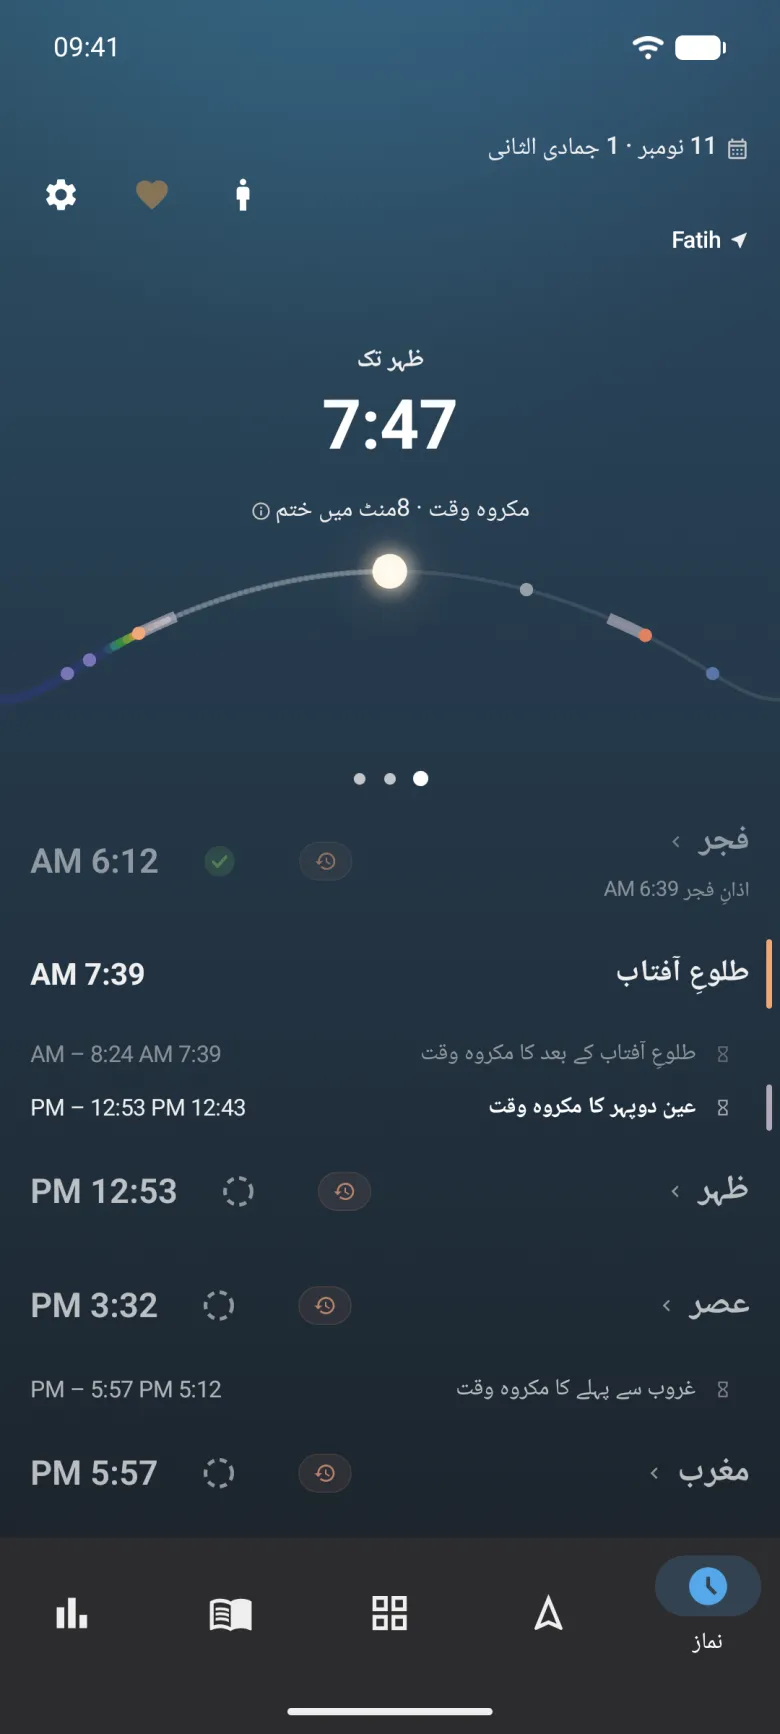 09:41
11 نومبر · 1 جمادی الثانی
Fatih
ظہر تک
7:47
مکروہ وقت · 8منٹ میں ختم
فجر
AM 6:12
اذانِ فجر AM 6:39
طلوعِ آفتاب
AM 7:39
طلوعِ آفتاب کے بعد کا مکروہ وقت
AM – 8:24 AM 7:39
عین دوپہر کا مکروہ وقت
PM – 12:53 PM 12:43
ظہر
PM 12:53
عصر
PM 3:32
غروب سے پہلے کا مکروہ وقت
PM – 5:57 PM 5:12
مغرب
PM 5:57
نماز